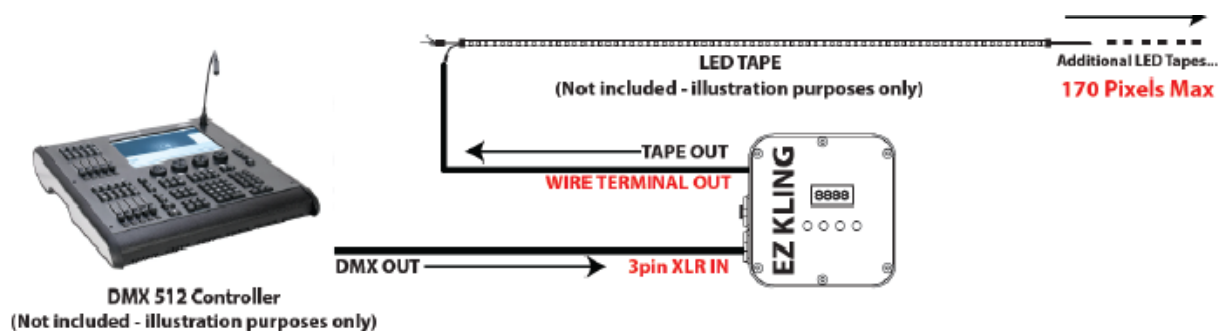 LED TAPE
(Not included - illustration purposes only)
Additional LED Tapes...
170 Pixels Max
TAPE OUT
WIRE TERMINAL OUT
EZ KLING
8888
DMX OUT
3pin XLR IN
DMX 512 Controller
(Not included - illustration purposes only)